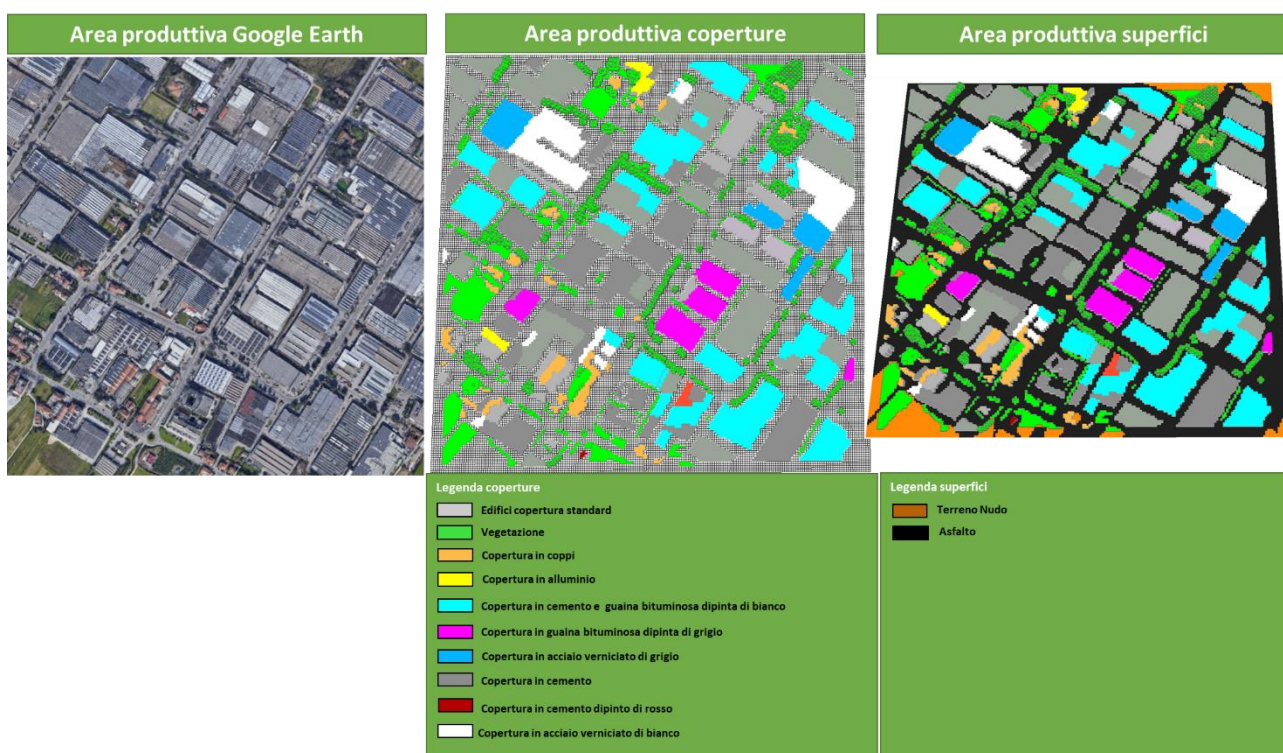 Area produttiva Google Earth
Area produttiva coperture
Area produttiva superfici
Legenda coperture
Edifici copertura standard
Vegetazione
Copertura in coppi
Copertura in alluminio
Copertura in cemento e guaina bituminosa dipinta di bianco
Copertura in guaina bituminosa dipinta di grigio
Copertura in acciaio verniciato di grigio
Copertura in cemento
Copertura in cemento dipinto di rosso
Copertura in acciaio verniciato di bianco
Legenda superfici
Terreno Nudo
Asfalto